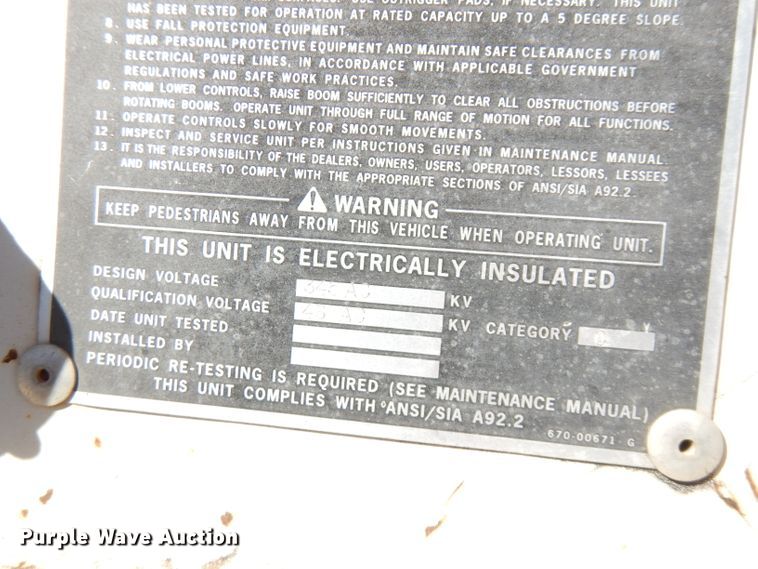 SURFACES. USE OUTRIGGER PADS, IF NECESSARY. THIS UNIT
HAS BEEN TESTED FOR OPERATION AT RATED CAPACITY UP TO A 5 DEGREE SLOPE.
8. USE FALL PROTECTION EQUIPMENT.
9. WEAR PERSONAL PROTECTIVE EQUIPMENT AND MAINTAIN SAFE CLEARANCES FROM
ELECTRICAL POWER LINES, IN ACCORDANCE WITH APPLICABLE GOVERNMENT
REGULATIONS AND SAFE WORK PRACTICES.
10. FROM LOWER CONTROLS, RAISE BOOM SUFFICIENTLY TO CLEAR ALL OBSTRUCTIONS BEFORE
ROTATING BOOMS. OPERATE UNIT THROUGH FULL RANGE OF MOTION FOR ALL FUNCTIONS.
11. OPERATE CONTROLS SLOWLY FOR SMOOTH MOVEMENTS.
12. INSPECT AND SERVICE UNIT PER INSTRUCTIONS GIVEN IN MAINTENANCE MANUAL.
13. IT IS THE RESPONSIBILITY OF THE DEALERS, OWNERS, USERS, OPERATORS, LESSORS, LESSEES
AND INSTALLERS TO COMPLY WITH THE APPROPRIATE SECTIONS OF ANSI/SIA A92.2.
WARNING
KEEP PEDESTRIANS AWAY FROM THIS VEHICLE WHEN OPERATING UNIT.
THIS UNIT IS ELECTRICALLY INSULATED
DESIGN VOLTAGE KV
QUALIFICATION VOLTAGE KV CATEGORY
DATE UNIT TESTED
INSTALLED BY
PERIODIC RE-TESTING IS REQUIRED (SEE MAINTENANCE MANUAL)
THIS UNIT COMPLIES WITH ANSI/SIA A92.2
670-00671 G
Purple Wave Auction